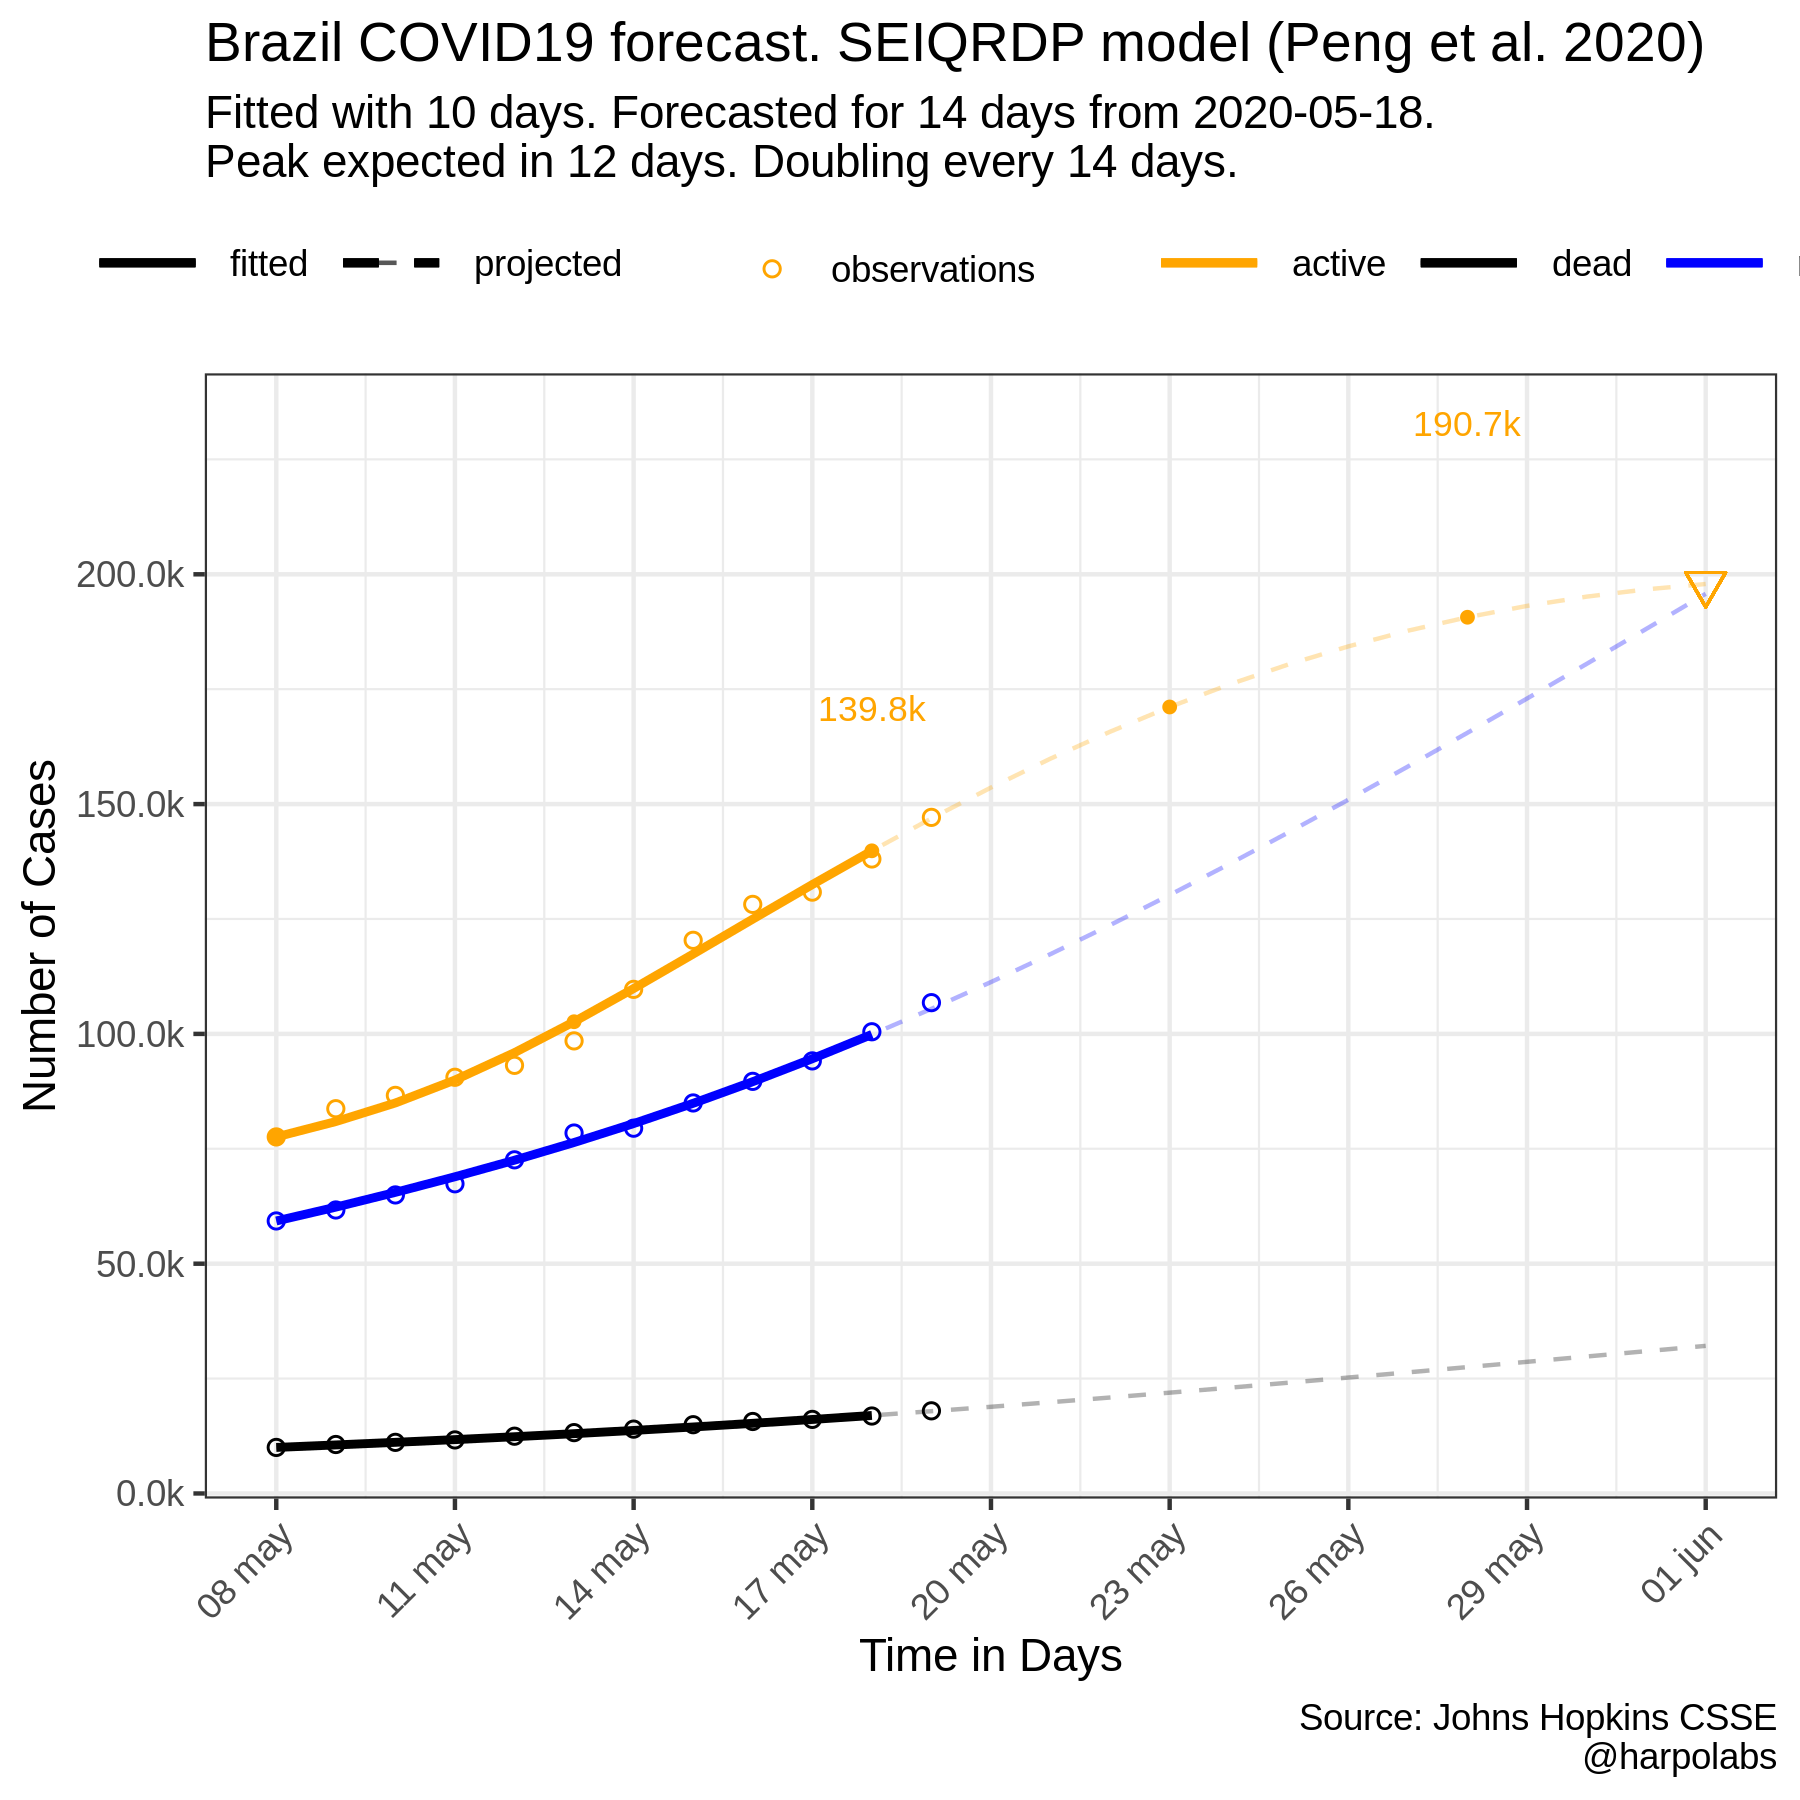 Brazil COVID19 forecast. SEIQRDP model (Peng et al. 2020)
Fitted with 10 days. Forecasted for 14 days from 2020-05-18.
Peak expected in 12 days. Doubling every 14 days.
fitted projected observations active dead
190.7k
200.0k
139.8k
150.0k
100.0k
50.0k
0.0k
Number of Cases
08 may 11 may 14 may 17 may 20 may 23 may 26 may 29 may 01 jun
Time in Days
Source: Johns Hopkins CSSE
@harpolabs